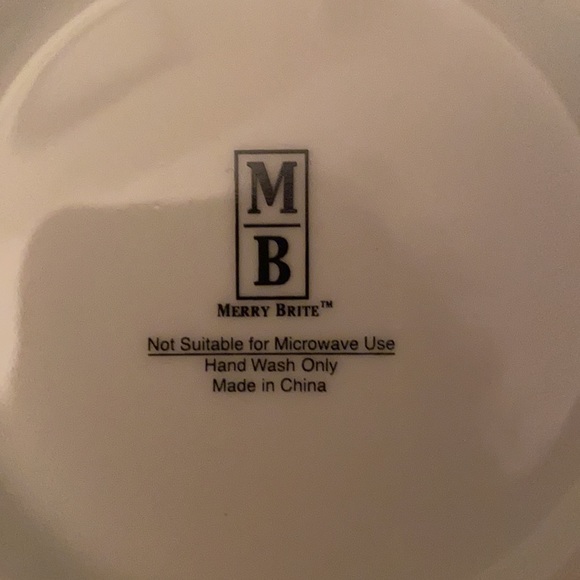 M
B
MERRY BRITE™
Not Suitable for Microwave Use
Hand Wash Only
Made in China